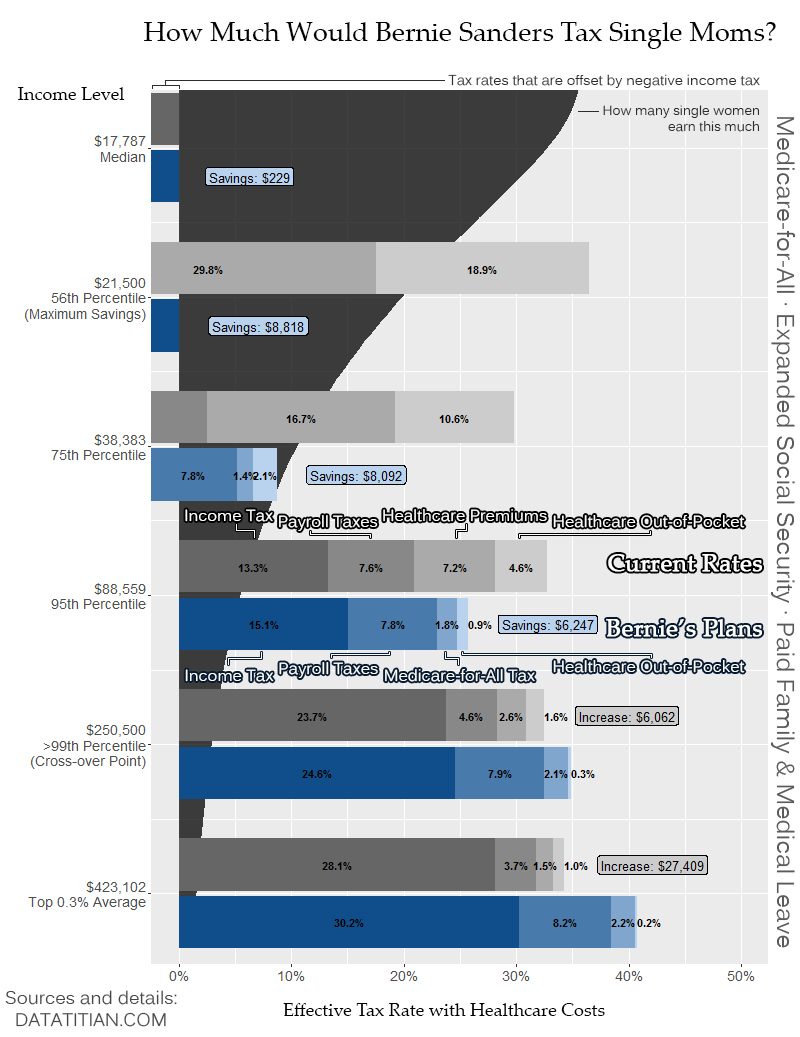 How Much Would Bernie Sanders Tax Single Moms?
Tax rates that are offset by negative income tax
Income Level
How many single women
earn this much
$17,787
Median
Savings: $229
29.8%
18.9%
$21,500
56th Percentile
(Maximum Savings)
Savings: $8,818
16.7%
10.6%
$38,383
75th Percentile
7.8%
1.4%
2.1%
Savings: $8,092
Income Tax
Payroll Taxes
Healthcare Premiums
Healthcare Out-of-Pocket
13.3%
7.6%
7.2%
4.6%
Current Rates
$88,559
95th Percentile
15.1%
7.8%
1.8%
0.9%
Savings: $6,247
Bernie's Plans
Income Tax
Payroll Taxes
Medicare-for-All Tax
Healthcare Out-of-Pocket
23.7%
4.6%
2.6%
1.6%
Increase: $6,062
$250,500
>99th Percentile
(Cross-over Point)
24.6%
7.9%
2.1%
0.3%
28.1%
3.7%
1.5%
1.0%
Increase: $27,409
$423,102
Top 0.3% Average
30.2%
8.2%
2.2%
0.2%
0%
10%
20%
30%
40%
50%
Effective Tax Rate with Healthcare Costs
Sources and details:
DATATITIAN.COM
Medicare-for-All · Expanded Social Security · Paid Family & Medical Leave